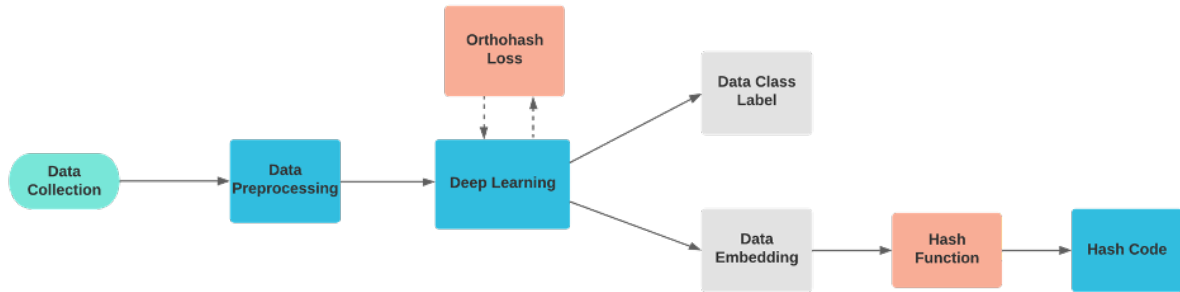 Orthohash
Loss
Data Class
Label
Data
Collection
Data
Preprocessing
Deep Learning
Data
Embedding
Hash
Function
Hash Code